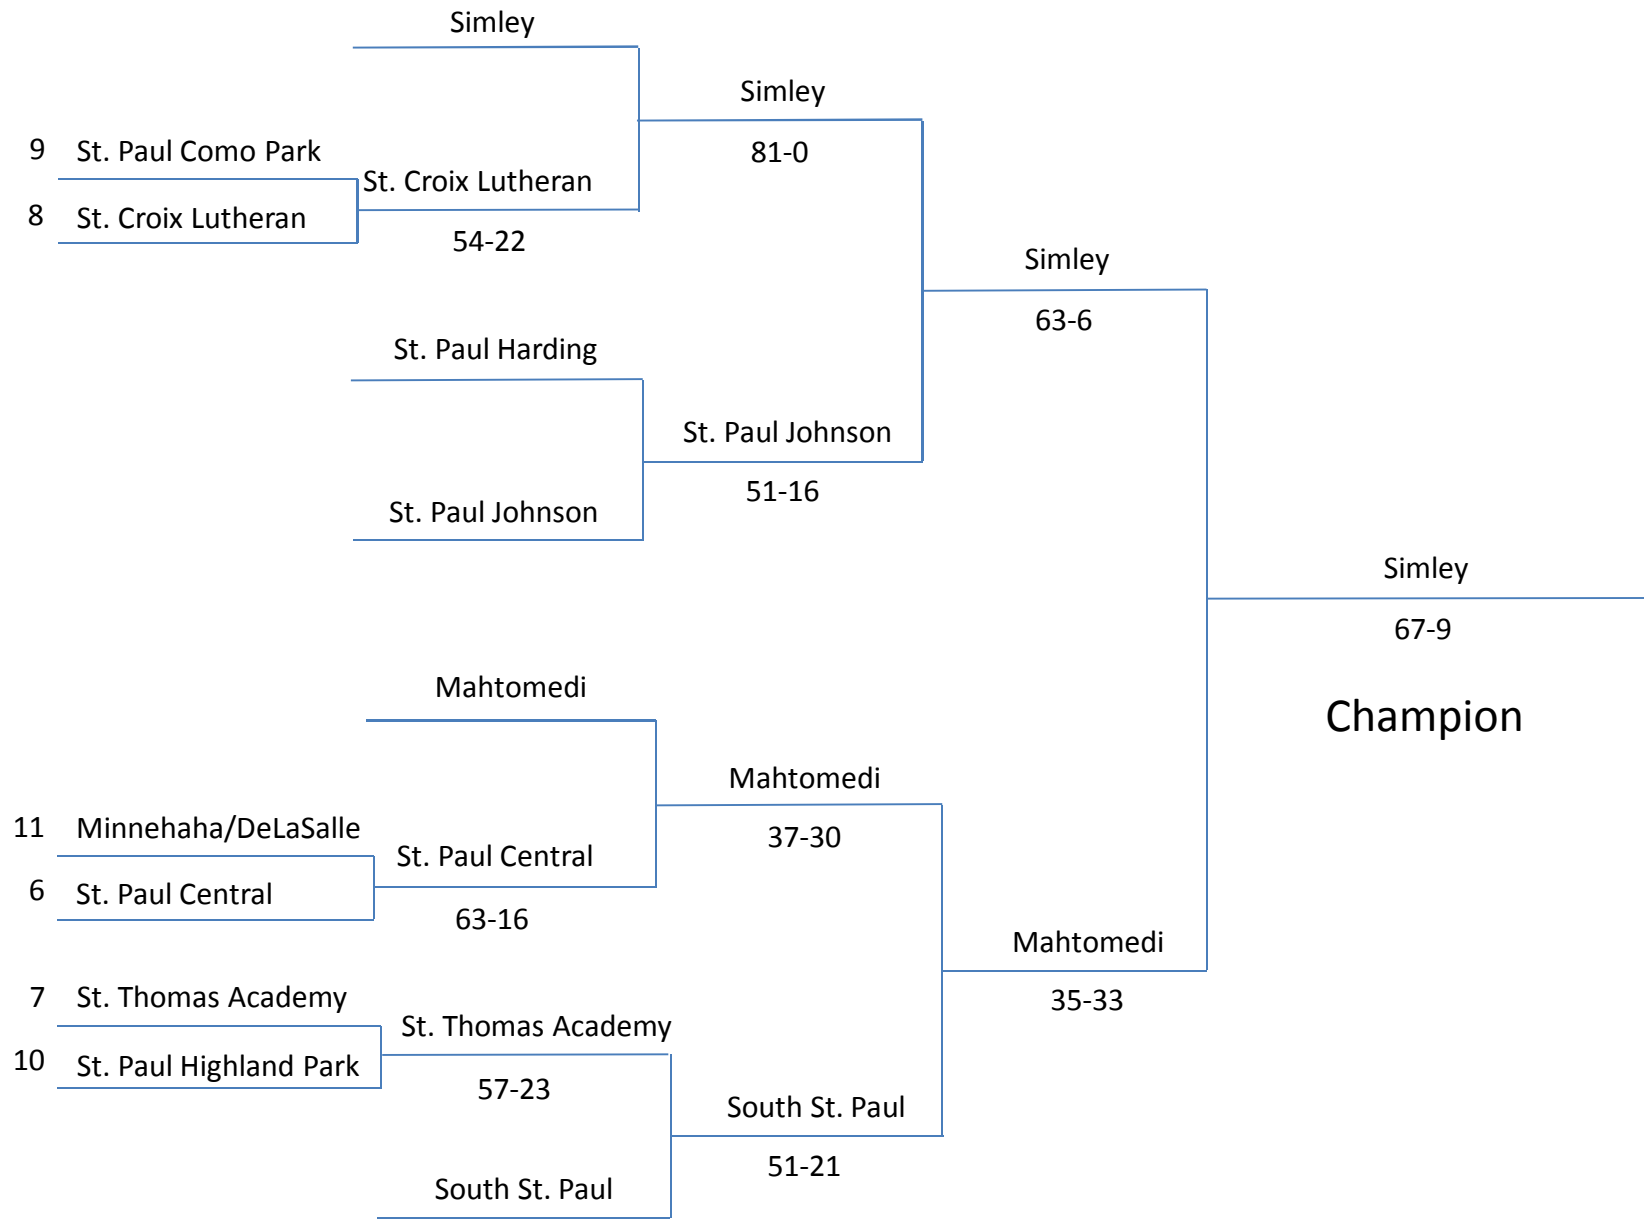 Simley
Simley
81-0
9 St. Paul Como Park
St. Croix Lutheran
8 St. Croix Lutheran
54-22
Simley
63-6
St. Paul Harding
St. Paul Johnson
51-16
St. Paul Johnson
Simley
67-9
Champion
Mahtomedi
Mahtomedi
37-30
11 Minnehaha/DeLaSalle
St. Paul Central
6 St. Paul Central
63-16
Mahtomedi
35-33
7 St. Thomas Academy
St. Thomas Academy
10 St. Paul Highland Park
57-23
South St. Paul
51-21
South St. Paul